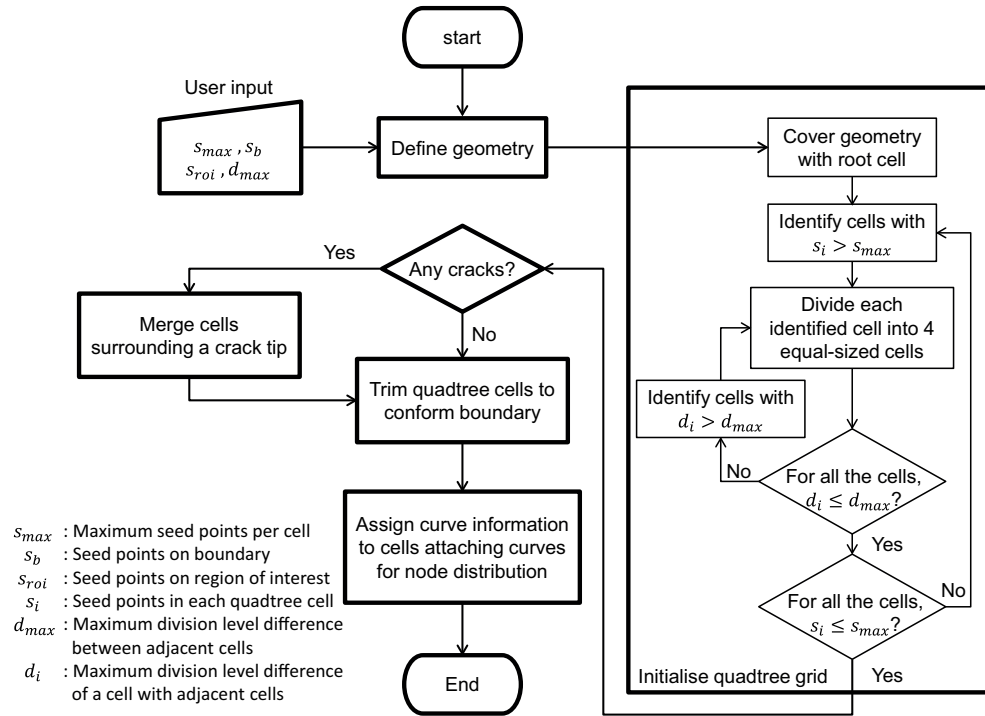 start
User input
s_max , s_b
s_roi , d_max
Define geometry
Cover geometry
with root cell
Identify cells with
s_i > s_max
Divide each
identified cell into 4
equal-sized cells
Identify cells with
d_i > d_max
No
For all the cells,
d_i ≤ d_max?
Yes
For all the cells,
s_i ≤ s_max?
No
Yes
Initialise quadtree grid
Any cracks?
Yes
No
Merge cells
surrounding a crack tip
Trim quadtree cells to
conform boundary
Assign curve information
to cells attaching curves
for node distribution
End
s_max : Maximum seed points per cell
s_b : Seed points on boundary
s_roi : Seed points on region of interest
s_i : Seed points in each quadtree cell
d_max : Maximum division level difference
between adjacent cells
d_i : Maximum division level difference
of a cell with adjacent cells